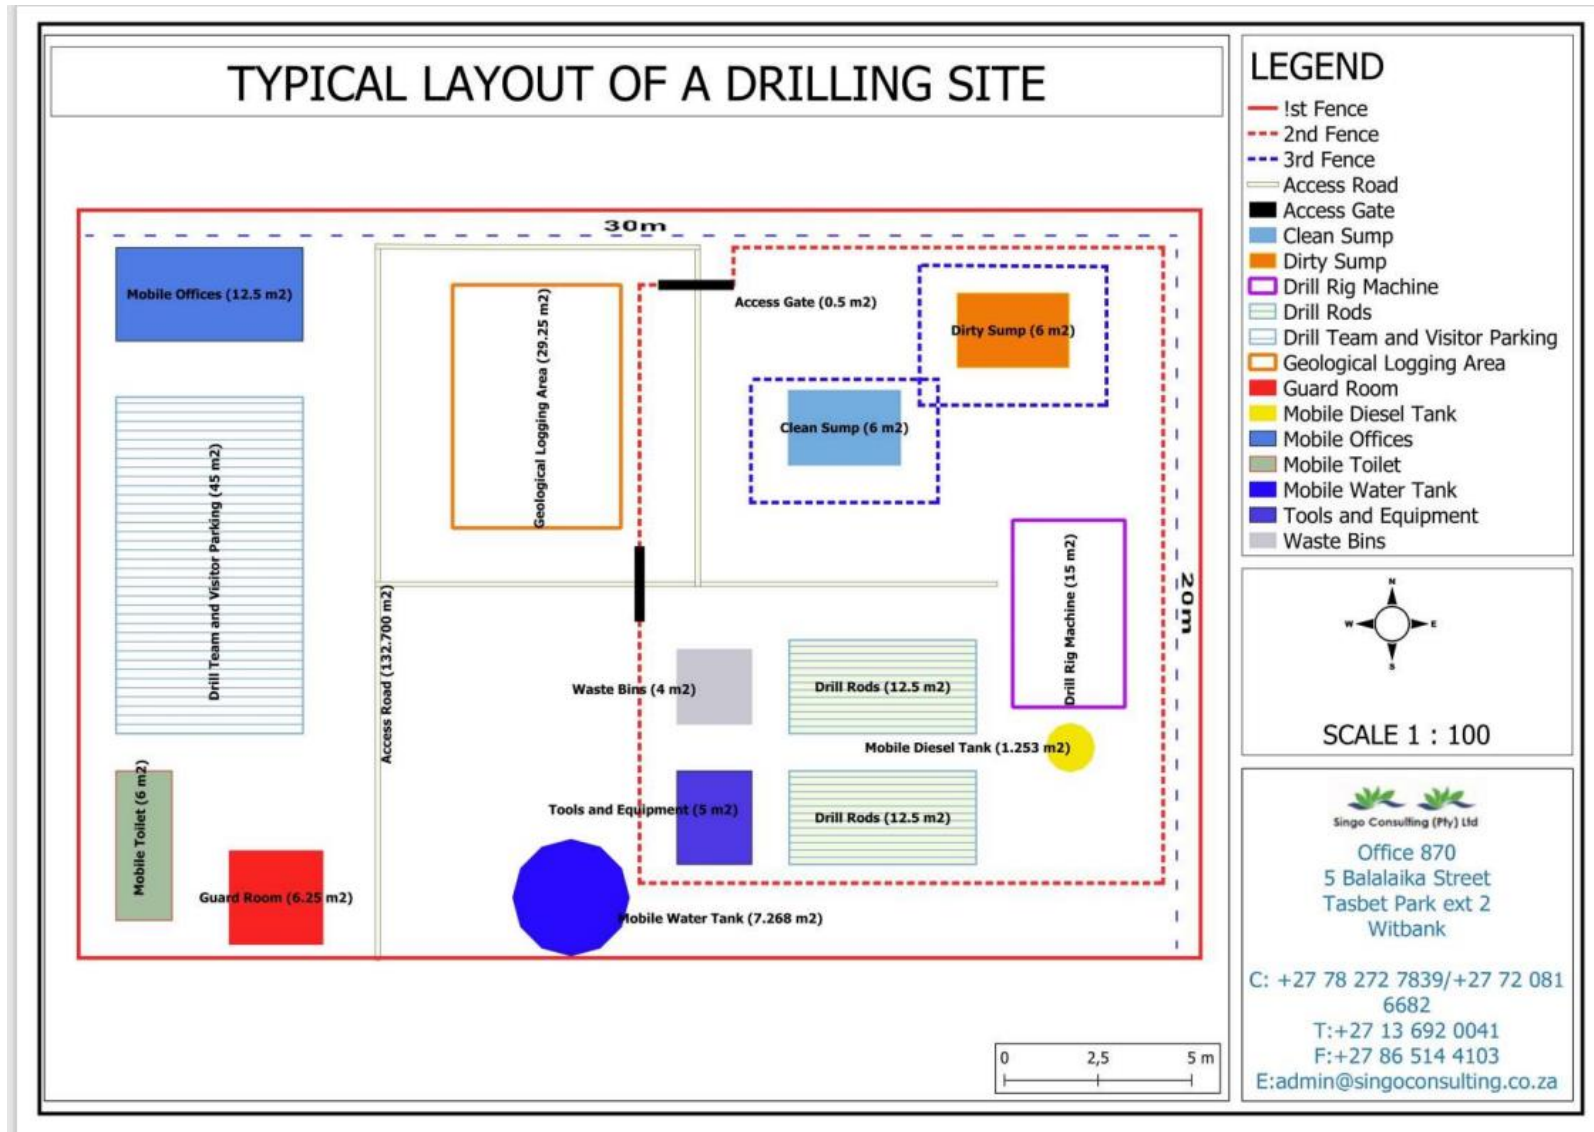 TYPICAL LAYOUT OF A DRILLING SITE
30m
Mobile Offices (12.5 m2)
Access Gate (0.5 m2)
Dirty Sump (6 m2)
Geological Logging Area (29.25 m2)
Clean Sump (6 m2)
Drill Team and Visitor Parking (45 m2)
Access Road (132.700 m2)
Drill Rig Machine (15 m2)
20m
Waste Bins (4 m2)
Drill Rods (12.5 m2)
Mobile Diesel Tank (1.253 m2)
Tools and Equipment (5 m2)
Drill Rods (12.5 m2)
Mobile Toilet (6 m2)
Guard Room (6.25 m2)
Mobile Water Tank (7.268 m2)
0 2,5 5 m
LEGEND
!st Fence
2nd Fence
3rd Fence
Access Road
Access Gate
Clean Sump
Dirty Sump
Drill Rig Machine
Drill Rods
Drill Team and Visitor Parking
Geological Logging Area
Guard Room
Mobile Diesel Tank
Mobile Offices
Mobile Toilet
Mobile Water Tank
Tools and Equipment
Waste Bins
N
W E
S
SCALE 1 : 100
Singo Consulting (Pty) Ltd
Office 870
5 Balalaika Street
Tasbet Park ext 2
Witbank
C: +27 78 272 7839/+27 72 081
6682
T:+27 13 692 0041
F:+27 86 514 4103
E:admin@singoconsulting.co.za